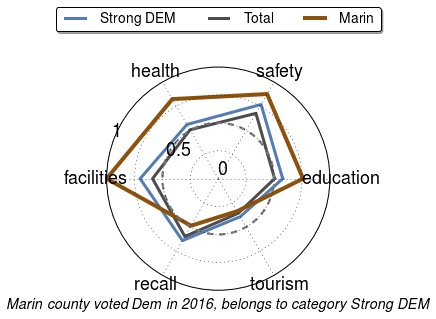 Strong DEM Total Marin
health safety
1
0.5
0
facilities education
recall tourism
Marin county voted Dem in 2016, belongs to category Strong DEM